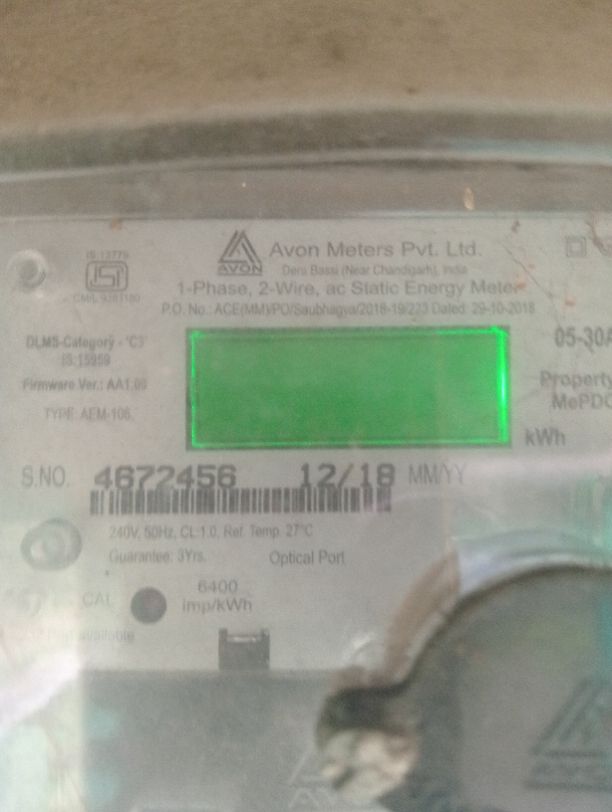 IS:13779
ISI
AVON
Avon Meters Pvt. Ltd.
Dera Bassi (Near Chandigarh), India
1-Phase, 2-Wire, ac Static Energy Meter
P.O. No.: ACE(MM)/PO/Saubhagya/2018-19/223 Dated: 29-10-2018
DLMS-Category - 'C3'
IS:15959
Firmware Ver.: AA1.00
TYPE: AEM-106
05-30A
Property
MePDC
kWh
S.NO. 4672456 12/18 MM/YY
240V, 50Hz, CL:1.0, Ref. Temp. 27°C
Guarantee: 3Yrs. Optical Port
CAL
6400
imp/kWh
available